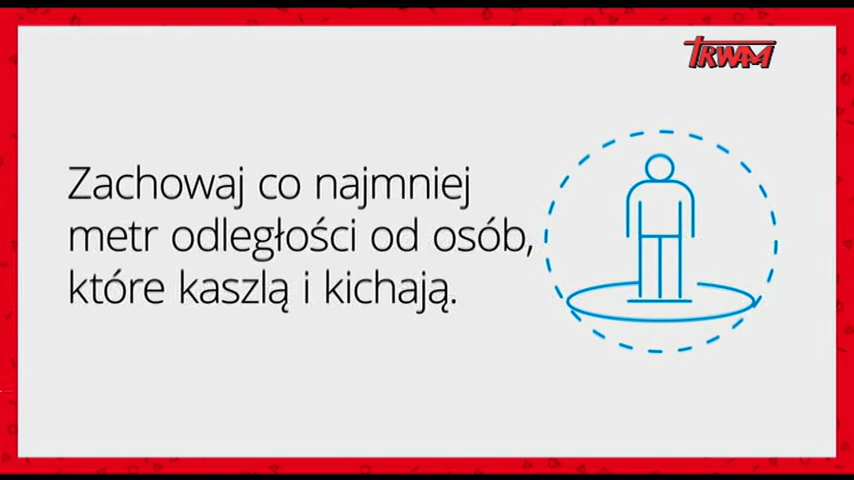 TRWAM
Zachowaj co najmniej
metr odległości od osób,
które kaszlą i kichają.